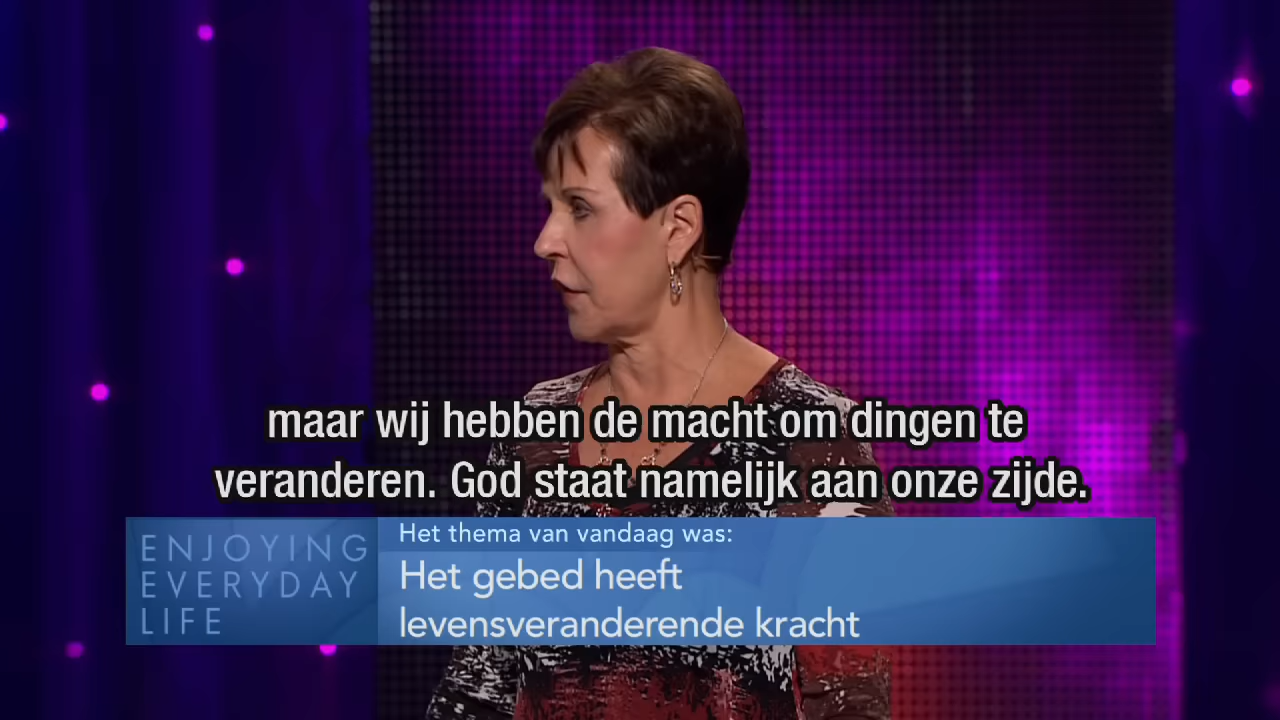 maar wij hebben de macht om dingen te
veranderen. God staat namelijk aan onze zijde.
ENJOYING
EVERYDAY
LIFE
Het thema van vandaag was:
Het gebed heeft
levensveranderende kracht